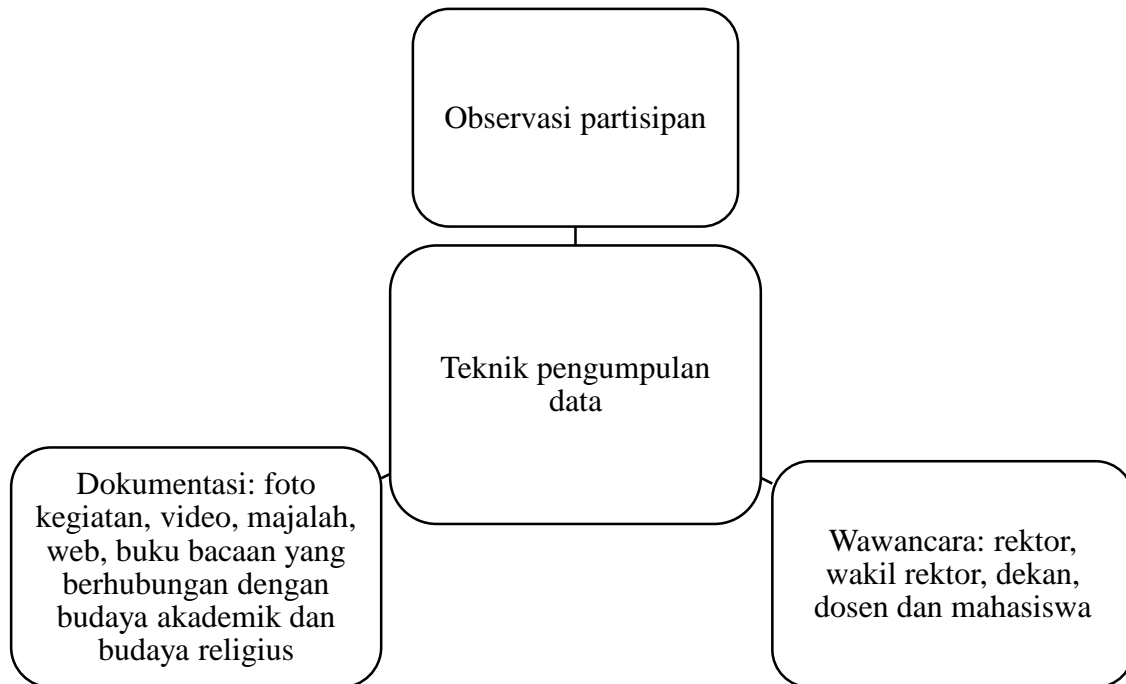 Observasi partisipan
Teknik pengumpulan
data
Dokumentasi: foto
kegiatan, video, majalah,
web, buku bacaan yang
berhubungan dengan
budaya akademik dan
budaya religius
Wawancara: rektor,
wakil rektor, dekan,
dosen dan mahasiswa